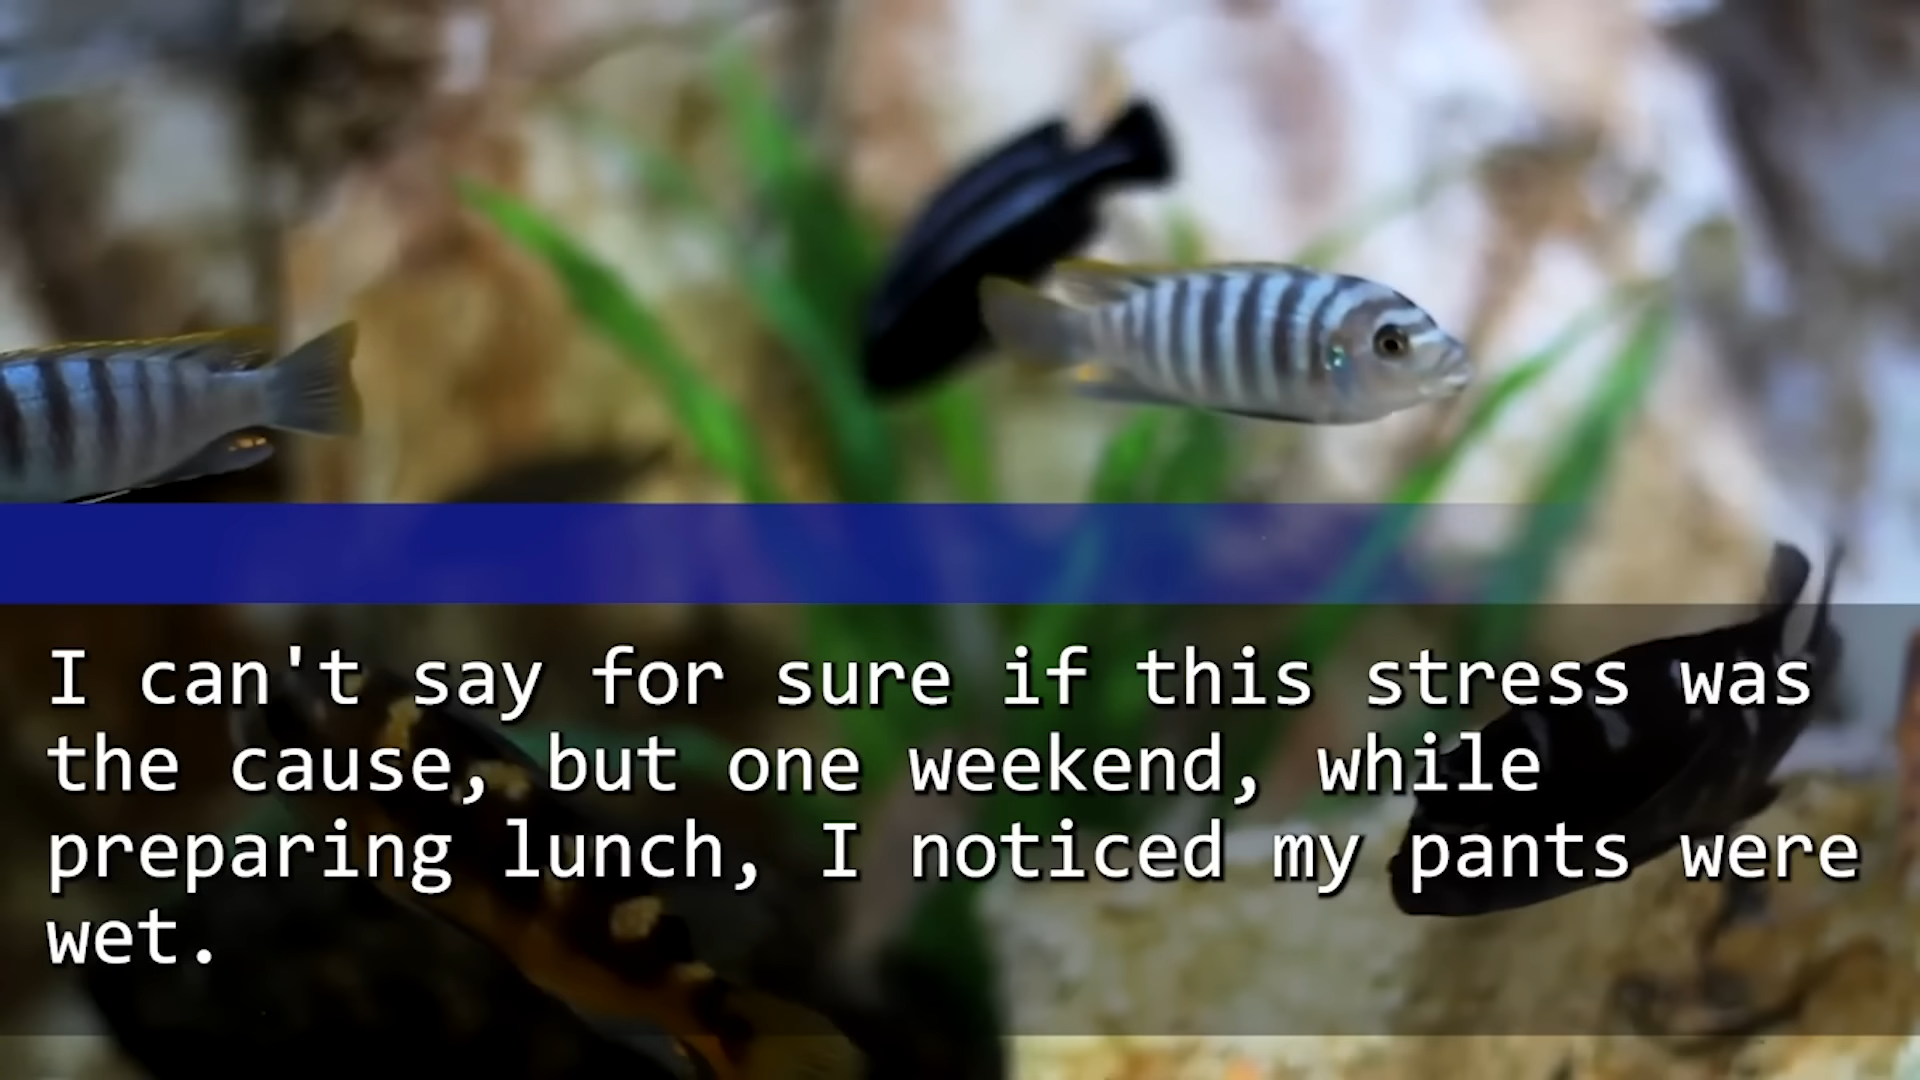 I can't say for sure if this stress was
the cause, but one weekend, while
preparing lunch, I noticed my pants were
wet.